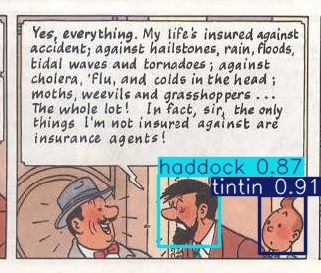 Yes, everything. My life's insured against
accident; against hailstones, rain, floods,
tidal waves and tornadoes; against
cholera, 'flu, and colds in the head;
moths, weevils and grasshoppers ...
The whole lot! In fact, sir, the only
things I'm not insured against are
insurance agents!
haddock 0.87
tintin 0.91